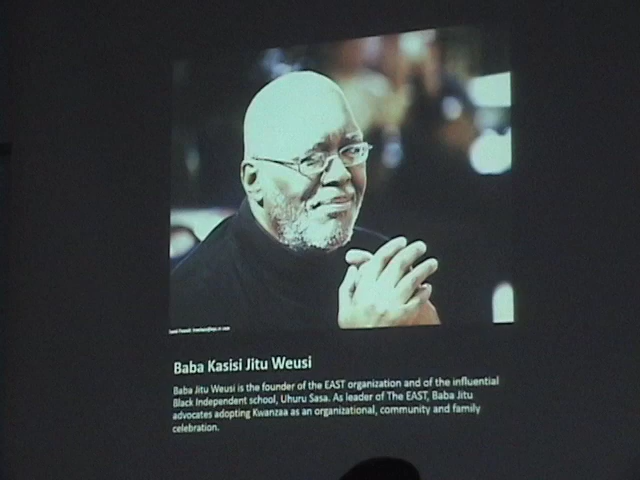 Baba Kasisi Jitu Weusi
Baba Jitu Weusi is the founder of the EAST organization and of the influential
Black Independent school, Uhuru Sasa. As leader of The EAST, Baba Jitu
advocates adopting Kwanzaa as an organizational, community and family
celebration.